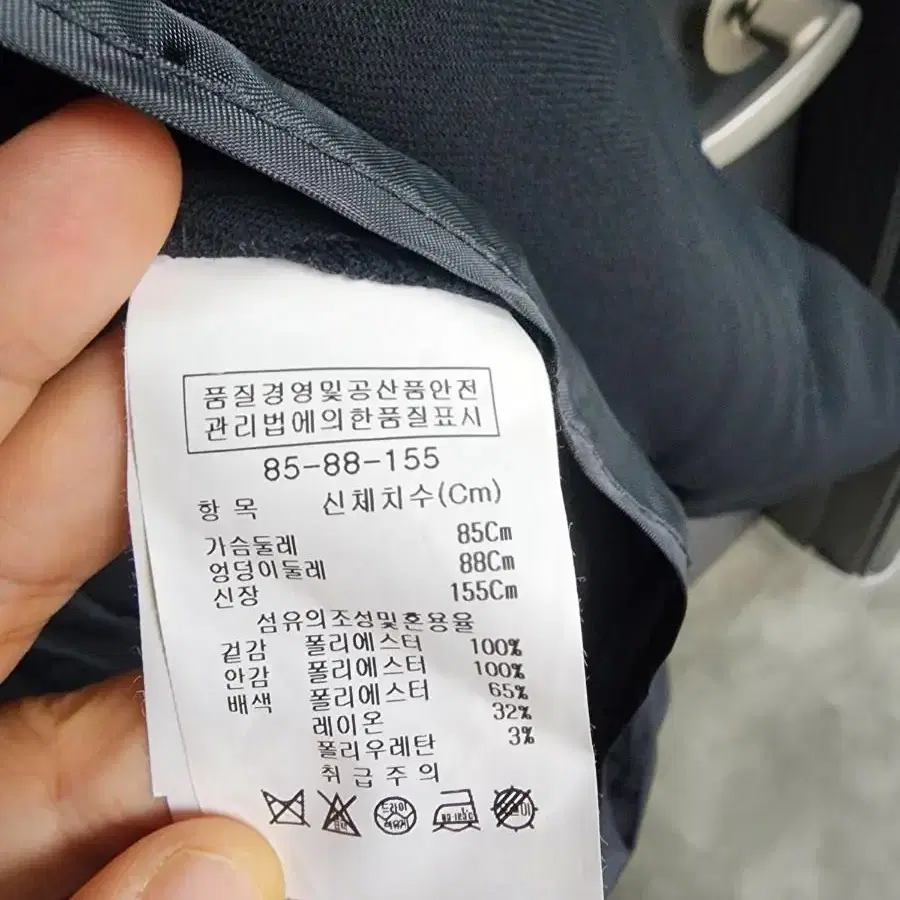 품질경영및공산품안전
관리법에의한품질표시
85-88-155
항 목 신체치수(Cm)
가슴둘레 85Cm
엉덩이둘레 88Cm
신장 155Cm
섬유의조성및혼용율
겉감 폴리에스터 100%
안감 폴리에스터 100%
배색 폴리에스터 65%
레이온 32%
폴리우레탄 3%
취급주의
드라이